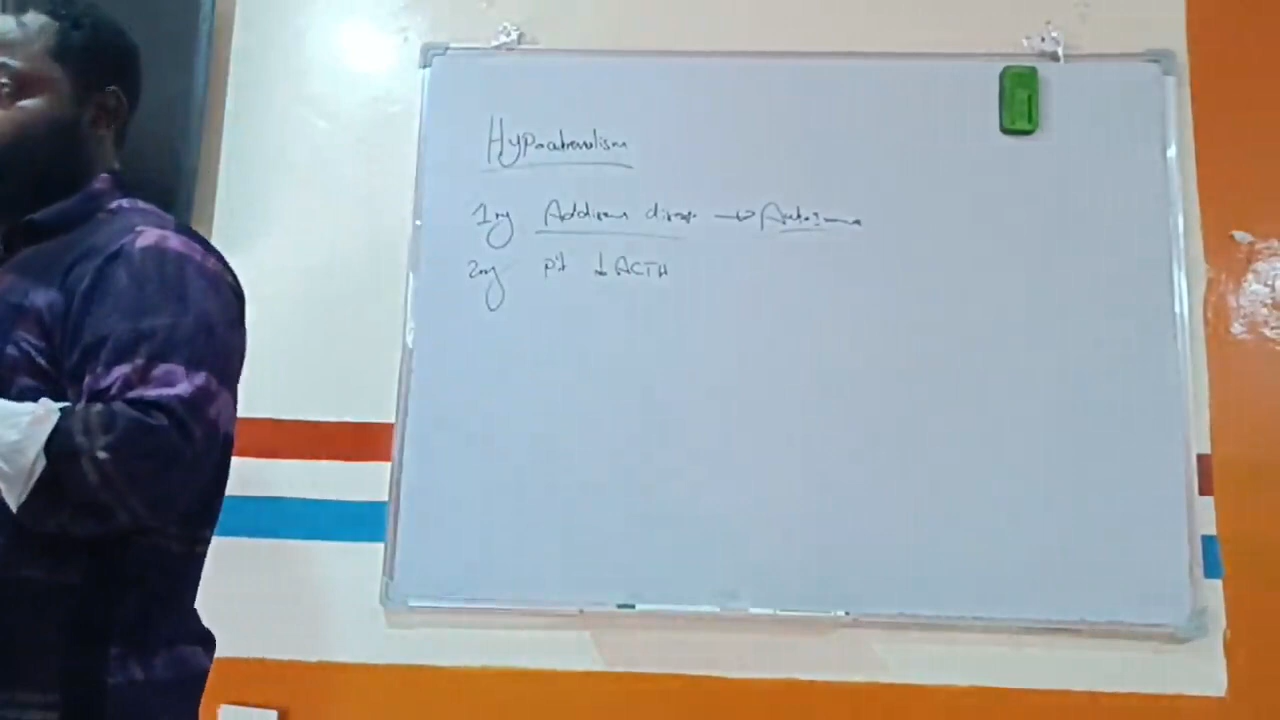 Hypoadrenalism
1ry Addison disease → Autoimmune
2ry pit ↓ ACTH